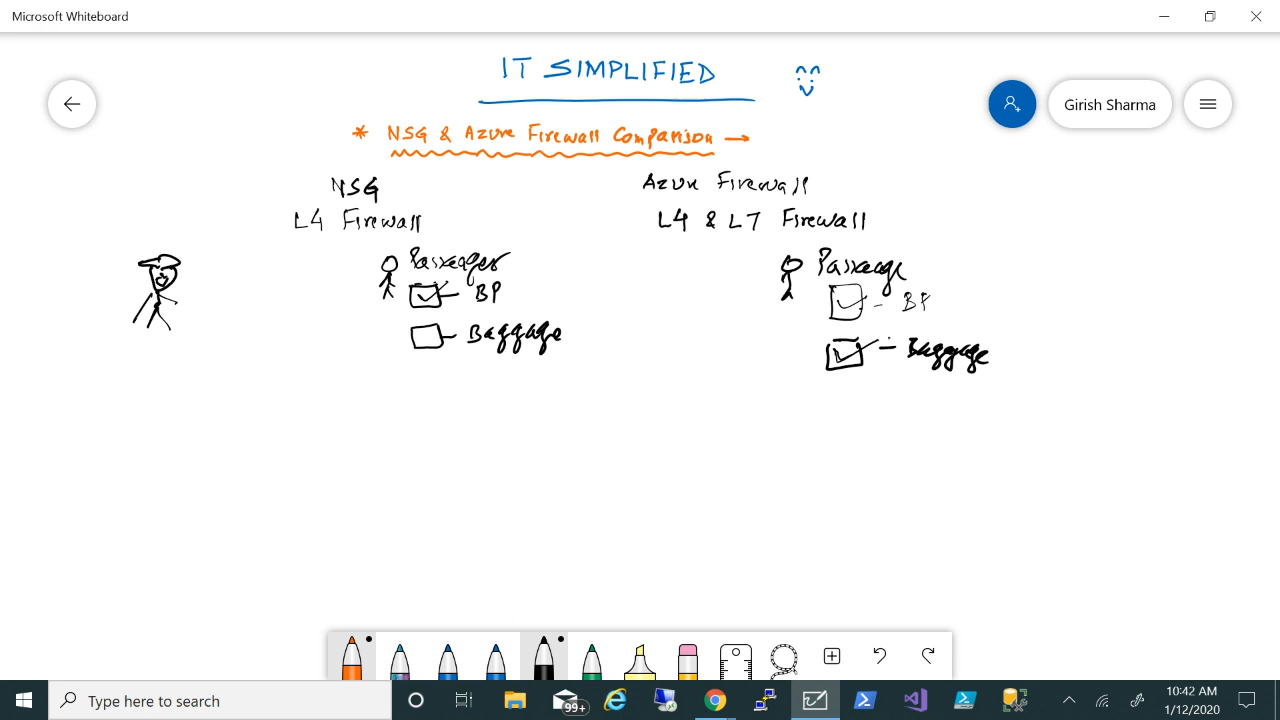 Microsoft Whiteboard
IT SIMPLIFIED
Girish Sharma
* NSG & Azure Firewall Comparison →
NSG
Azure Firewall
L4 Firewall
L4 & L7 Firewall
Passenger
BP
Baggage
Passenge
BP
Baggage
Type here to search
99+
10:42 AM
1/12/2020